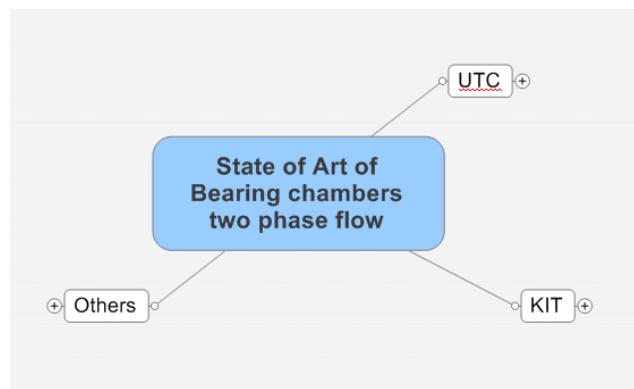 UTC
State of Art of
Bearing chambers
two phase flow
Others
KIT